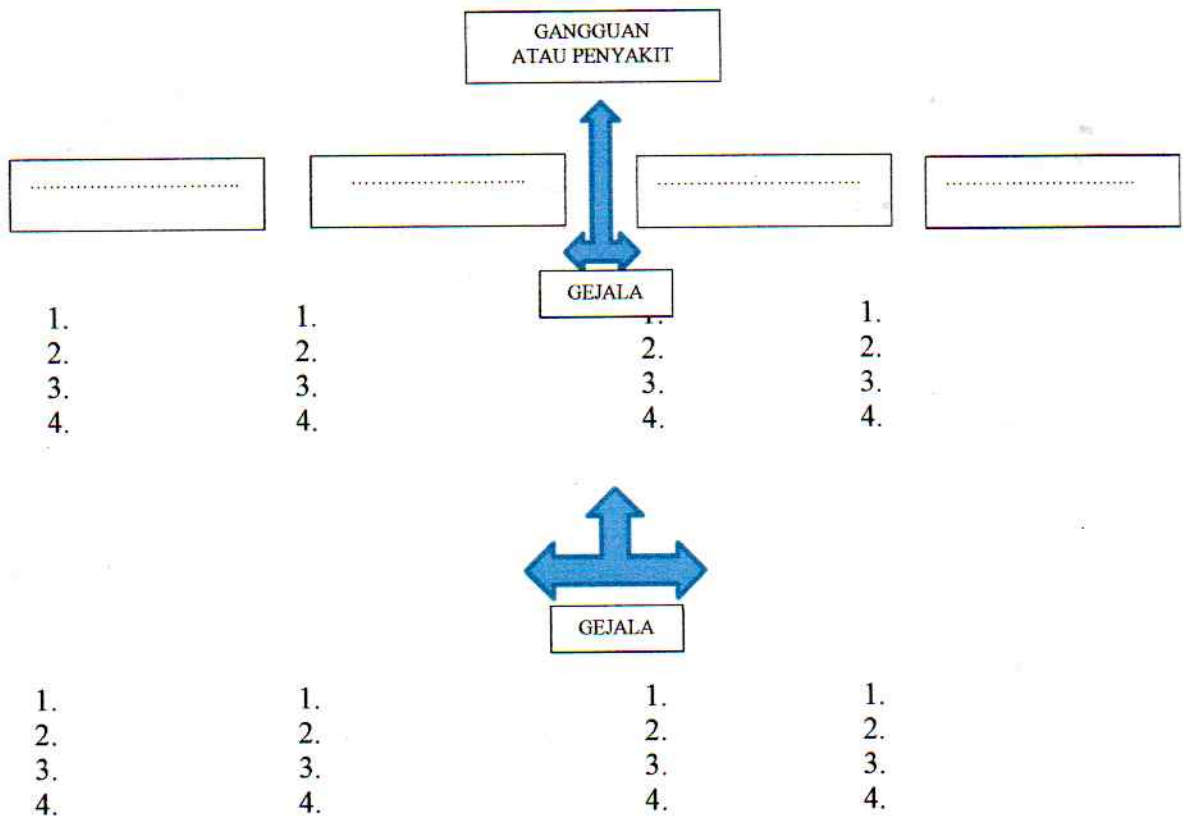 GANGGUAN
ATAU PENYAKIT
............................... .......................... .............................. ............................
GEJALA
1. 1. 1. 1.
2. 2. 2. 2.
3. 3. 3. 3.
4. 4. 4. 4.
GEJALA
1. 1. 1. 1.
2. 2. 2. 2.
3. 3. 3. 3.
4. 4. 4. 4.